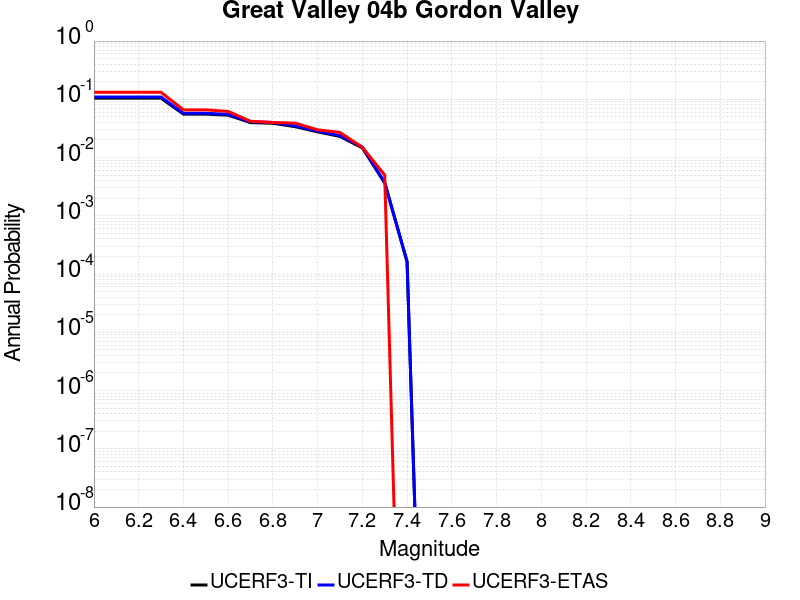 Great Valley 04b Gordon Valley
10^0
10^-1
10^-2
10^-3
10^-4
10^-5
10^-6
10^-7
10^-8
Annual Probability
6 6.2 6.4 6.6 6.8 7 7.2 7.4 7.6 7.8 8 8.2 8.4 8.6 8.8 9
Magnitude
UCERF3-TI UCERF3-TD UCERF3-ETAS